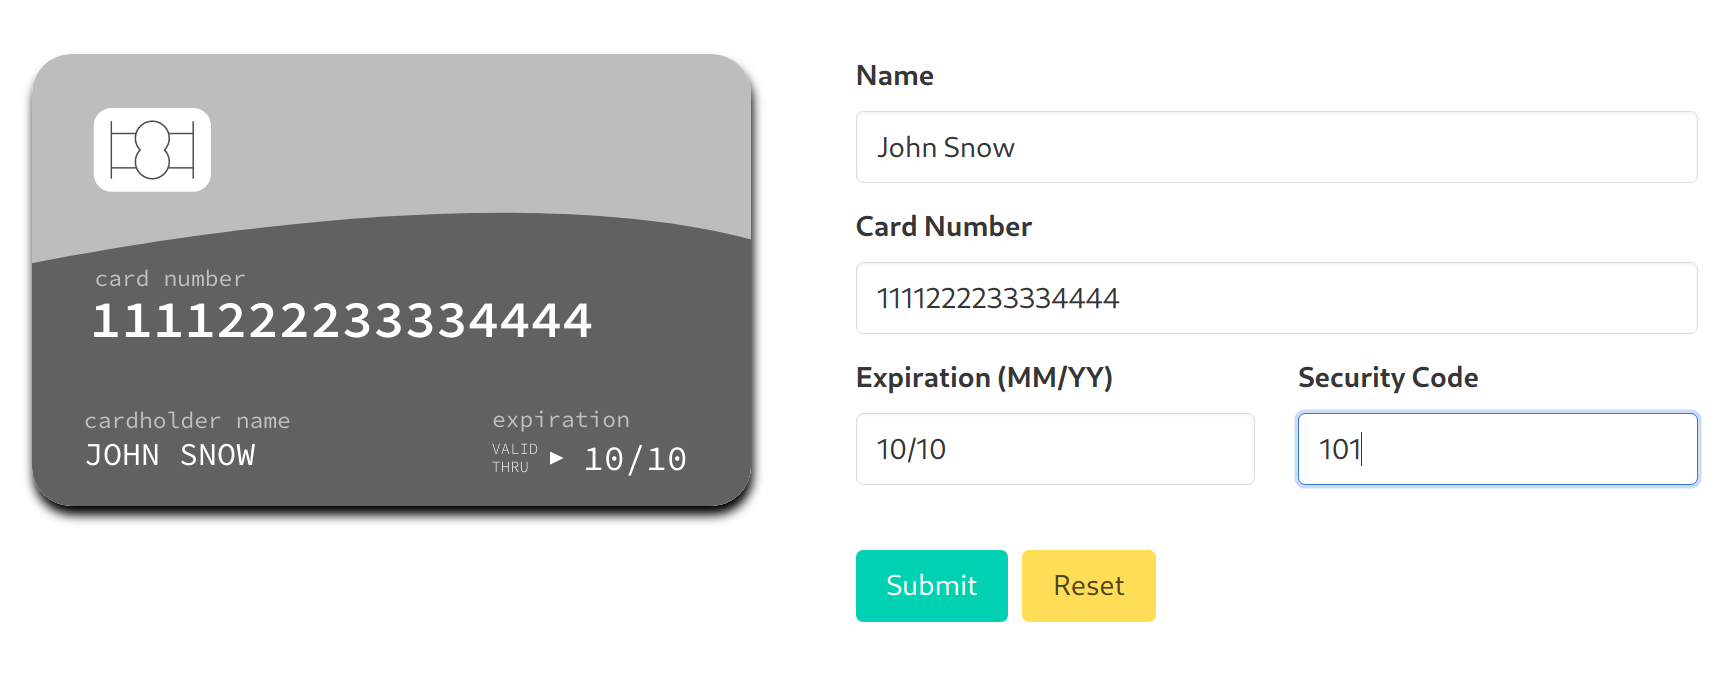 card number
1111222233334444
cardholder name
JOHN SNOW
expiration
VALID
THRU
10/10
Name
John Snow
Card Number
1111222233334444
Expiration (MM/YY)
Security Code
10/10
101
Submit
Reset